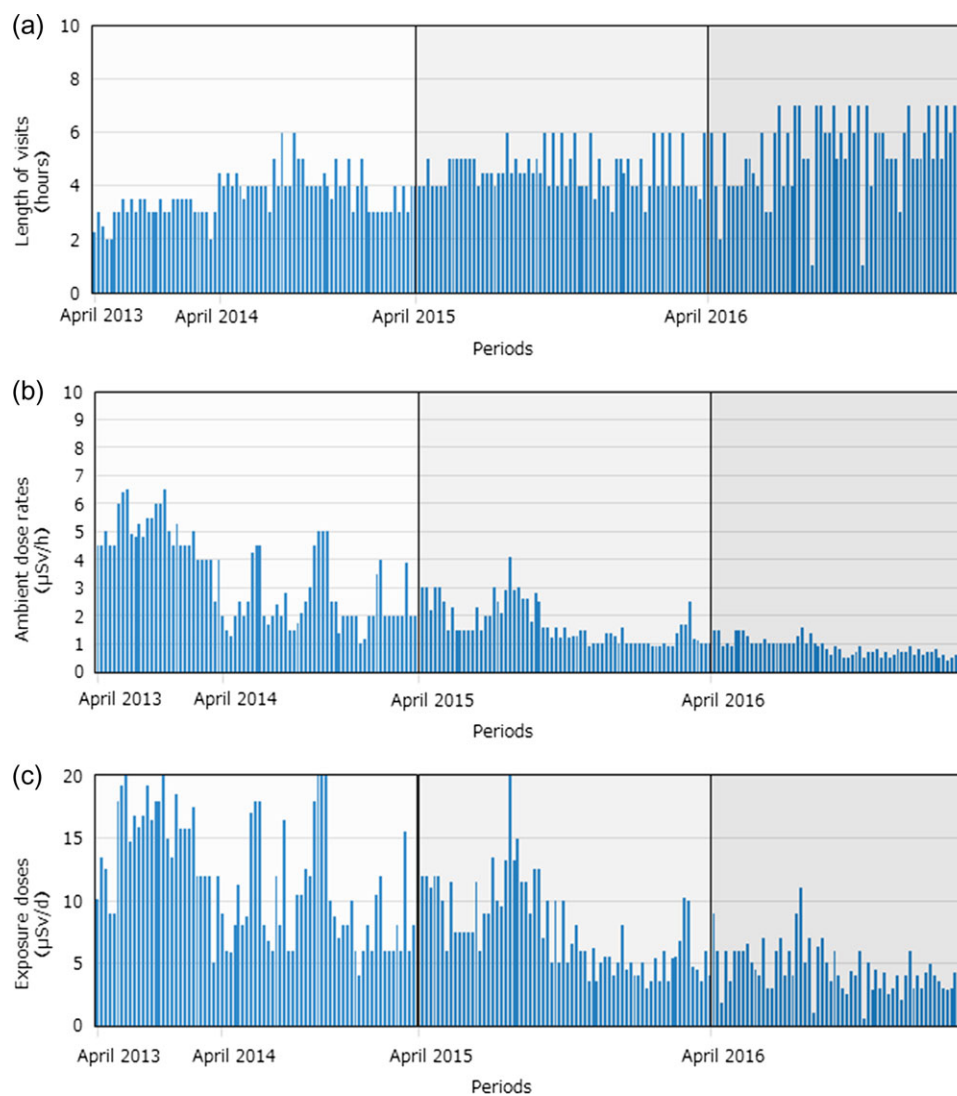 (a)
10
8
6
4
2
0
Length of visits
(hours)
April 2013
April 2014
April 2015
April 2016
Periods
(b)
10
9
8
7
6
5
4
3
2
1
0
Ambient dose rates
(μSv/h)
April 2013
April 2014
April 2015
April 2016
Periods
(c)
20
15
10
5
0
Exposure doses
(μSv/d)
April 2013
April 2014
April 2015
April 2016
Periods